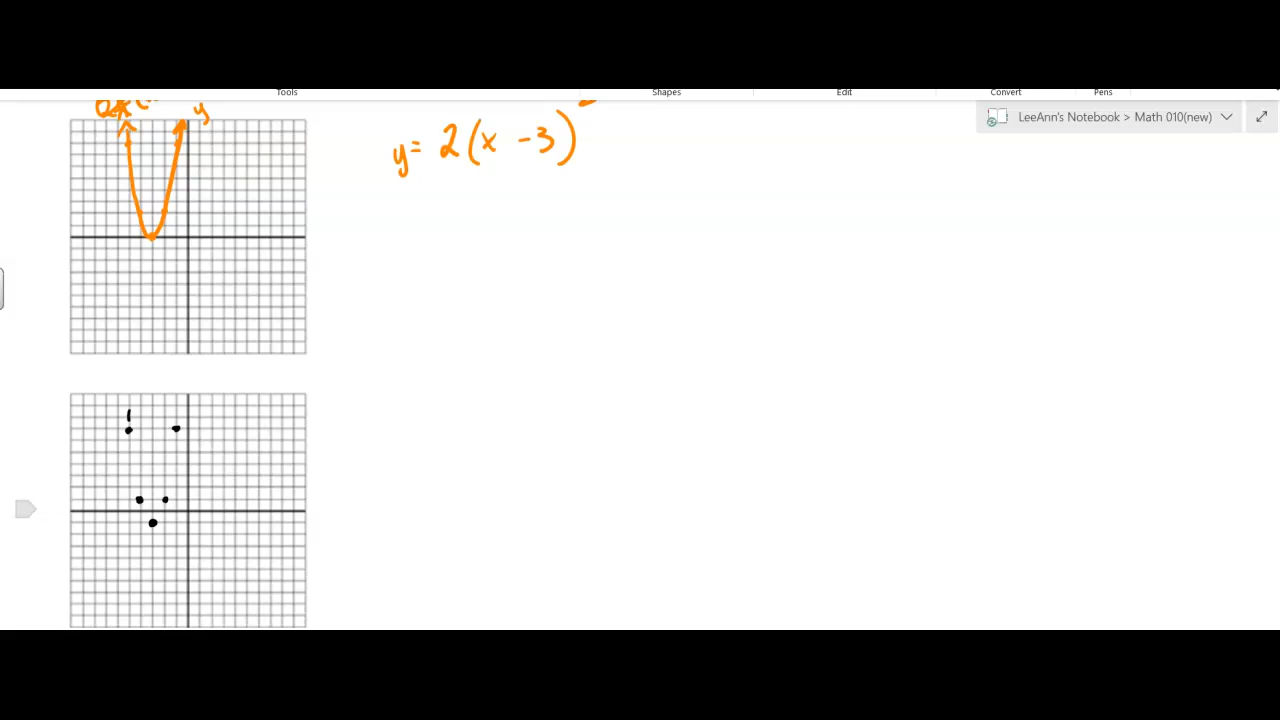 Tools Shapes Edit Convert Pens
LeeAnn's Notebook > Math 010(new)
y
y = 2(x - 3)